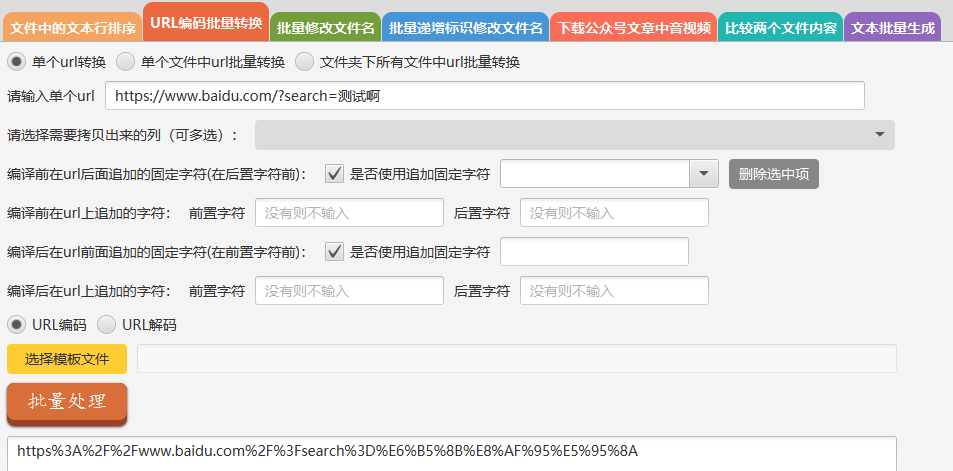 文件中的文本行排序 URL编码批量转换 批量修改文件名 批量递增标识修改文件名 下载公众号文章中音视频 比较两个文件内容 文本批量生成
单个url转换 单个文件中url批量转换 文件夹下所有文件中url批量转换
请输入单个url https://www.baidu.com/?search=测试啊
请选择需要拷贝出来的列（可多选）：
编译前在url后面追加的固定字符(在后置字符前)： 是否使用追加固定字符 删除选中项
编译前在url上追加的字符： 前置字符 没有则不输入 后置字符 没有则不输入
编译后在url前面追加的固定字符(在前置字符前)： 是否使用追加固定字符
编译后在url上追加的字符： 前置字符 没有则不输入 后置字符 没有则不输入
URL编码 URL解码
选择模板文件
批量处理
https%3A%2F%2Fwww.baidu.com%2F%3Fsearch%3D%E6%B5%8B%E8%AF%95%E5%95%8A